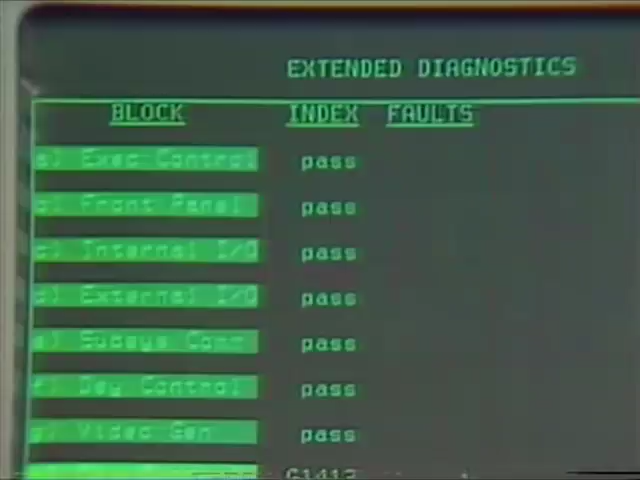 EXTENDED DIAGNOSTICS
BLOCK INDEX FAULTS
a) Exec Control pass
b) Front Panel pass
c) Internal I/O pass
d) External I/O pass
e) Subsys Comm pass
f) Dsy Control pass
g) Video Gen pass